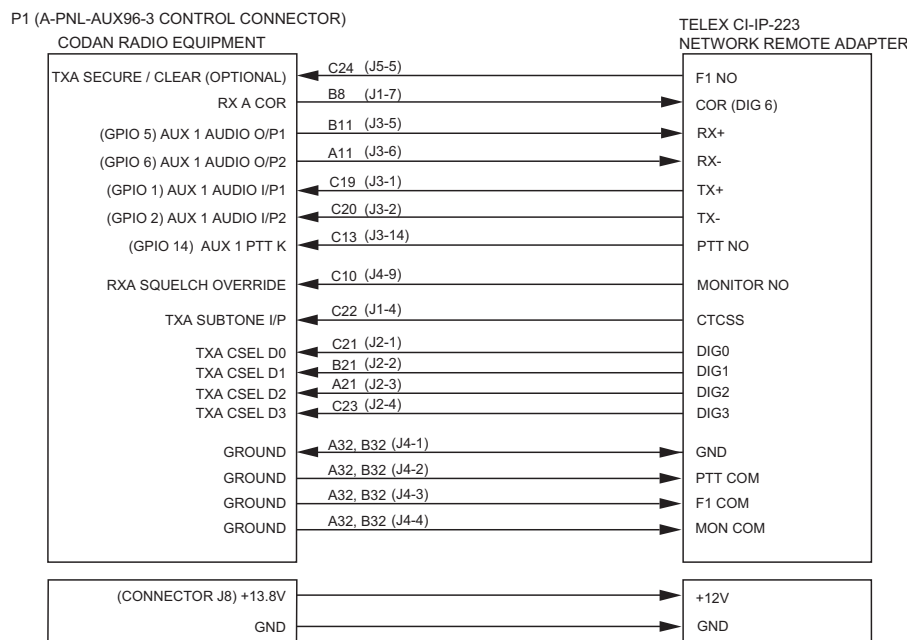 P1 (A-PNL-AUX96-3 CONTROL CONNECTOR)
CODAN RADIO EQUIPMENT
TELEX CI-IP-223
NETWORK REMOTE ADAPTER
TXA SECURE / CLEAR (OPTIONAL) C24 (J5-5) F1 NO
RX A COR B8 (J1-7) COR (DIG 6)
(GPIO 5) AUX 1 AUDIO O/P1 B11 (J3-5) RX+
(GPIO 6) AUX 1 AUDIO O/P2 A11 (J3-6) RX-
(GPIO 1) AUX 1 AUDIO I/P1 C19 (J3-1) TX+
(GPIO 2) AUX 1 AUDIO I/P2 C20 (J3-2) TX-
(GPIO 14) AUX 1 PTT K C13 (J3-14) PTT NO
RXA SQUELCH OVERRIDE C10 (J4-9) MONITOR NO
TXA SUBTONE I/P C22 (J1-4) CTCSS
TXA CSEL D0 C21 (J2-1) DIG0
TXA CSEL D1 B21 (J2-2) DIG1
TXA CSEL D2 A21 (J2-3) DIG2
TXA CSEL D3 C23 (J2-4) DIG3
GROUND A32, B32 (J4-1) GND
GROUND A32, B32 (J4-2) PTT COM
GROUND A32, B32 (J4-3) F1 COM
GROUND A32, B32 (J4-4) MON COM
(CONNECTOR J8) +13.8V +12V
GND GND